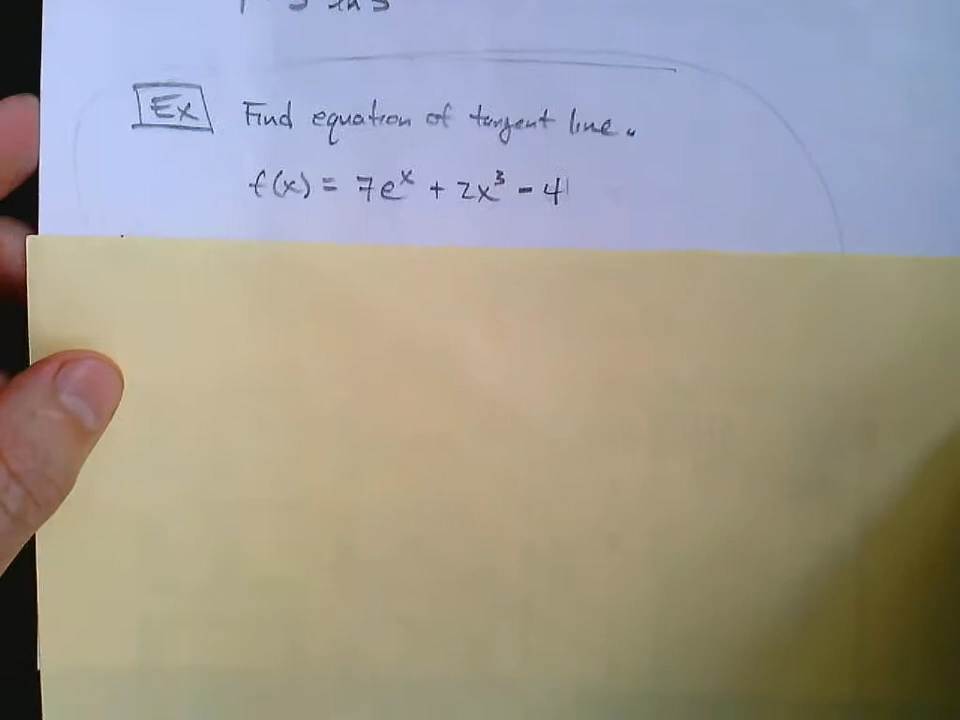 Ex Find equation of tangent line.
f(x) = 7e^x + 2x^3 - 4